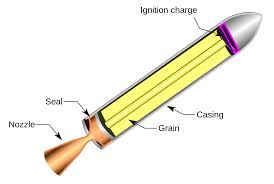 Ignition charge
Seal
Nozzle
Casing
Grain